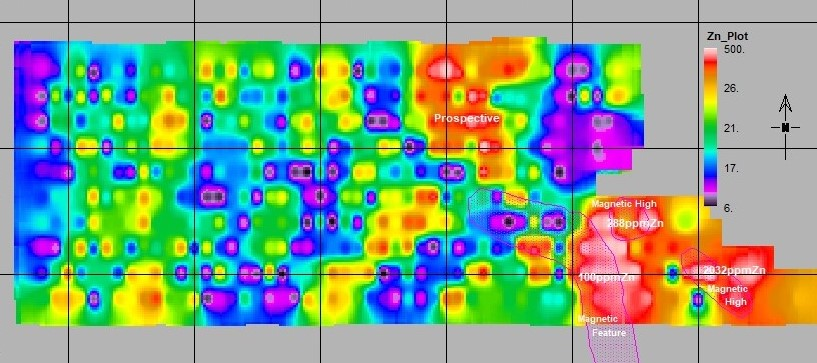 Zn_Plot
500.
26.
21.
17.
6.
N
Prospective
Magnetic High
288ppmZn
100ppmZn
2032ppmZn
Magnetic
High
Magnetic
Feature